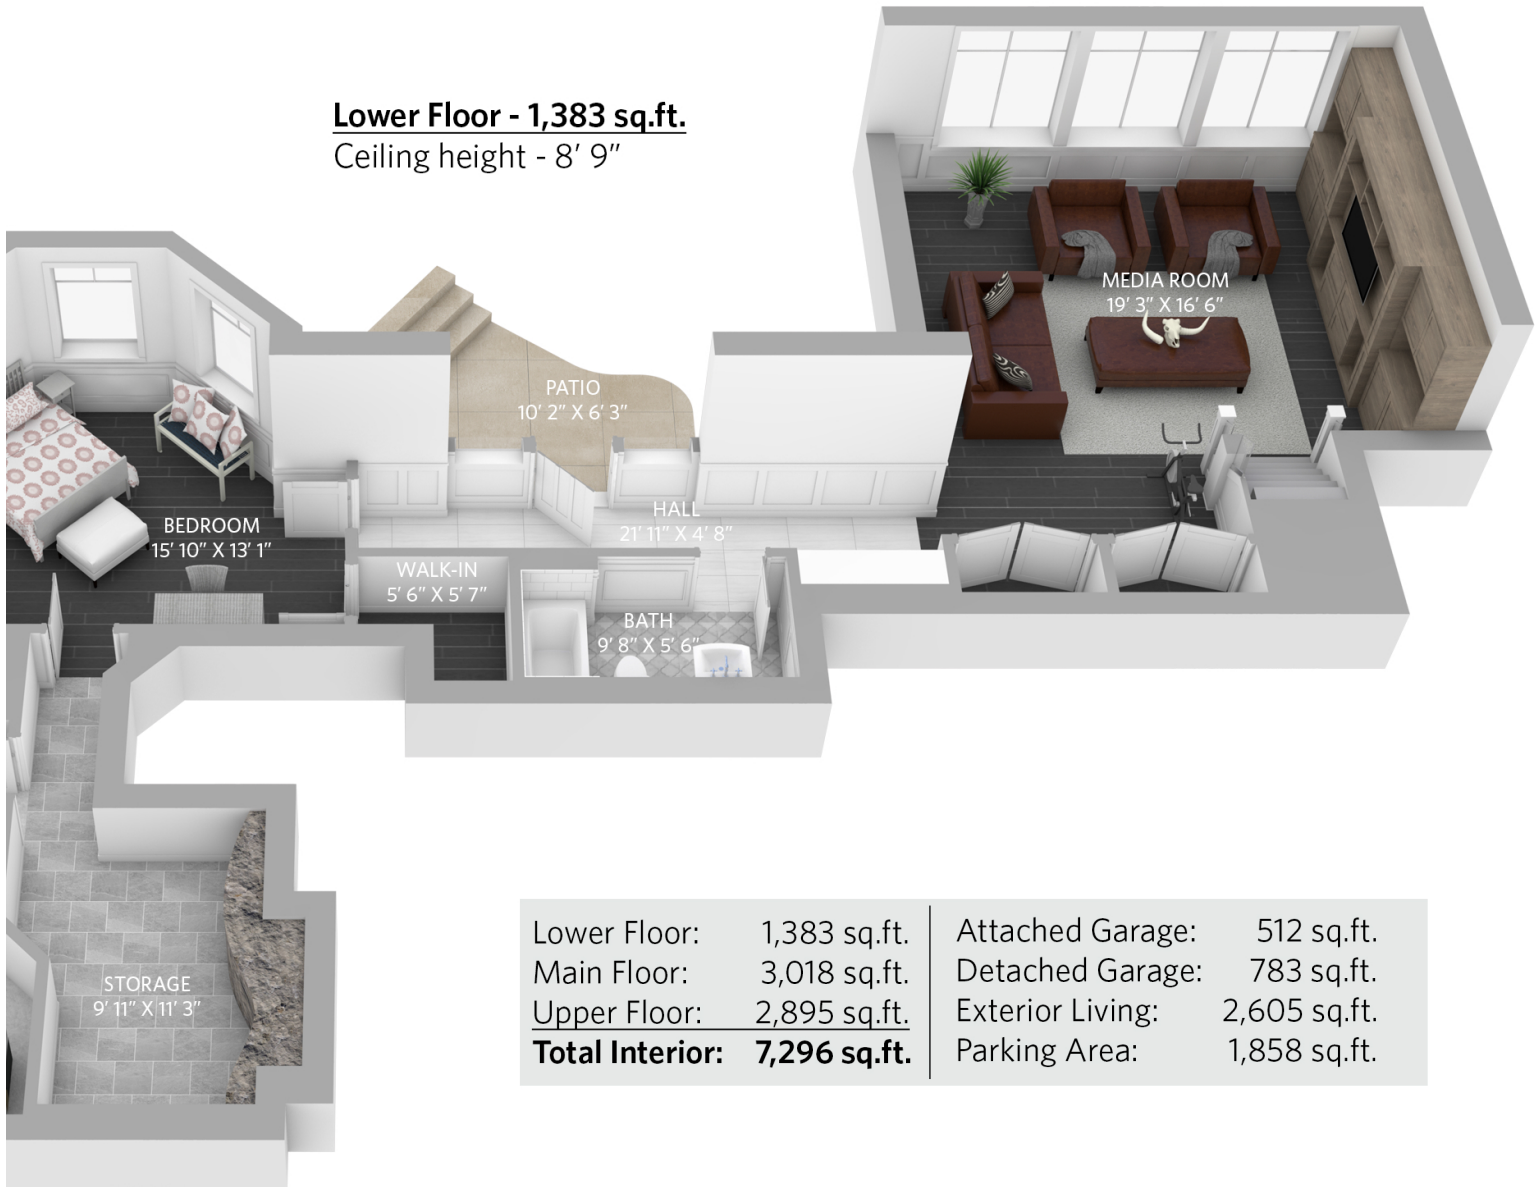 Lower Floor - 1,383 sq.ft.
Ceiling height - 8’ 9”
MEDIA ROOM
19’ 3” X 16’ 6”
PATIO
10’ 2” X 6’ 3”
HALL
21’ 11” X 4’ 8”
BEDROOM
15’ 10” X 13’ 1”
WALK-IN
5’ 6” X 5’ 7”
BATH
9’ 8” X 5’ 6”
STORAGE
9’ 11” X 11’ 3”
Lower Floor: 1,383 sq.ft.
Main Floor: 3,018 sq.ft.
Upper Floor: 2,895 sq.ft.
Total Interior: 7,296 sq.ft.
Attached Garage: 512 sq.ft.
Detached Garage: 783 sq.ft.
Exterior Living: 2,605 sq.ft.
Parking Area: 1,858 sq.ft.